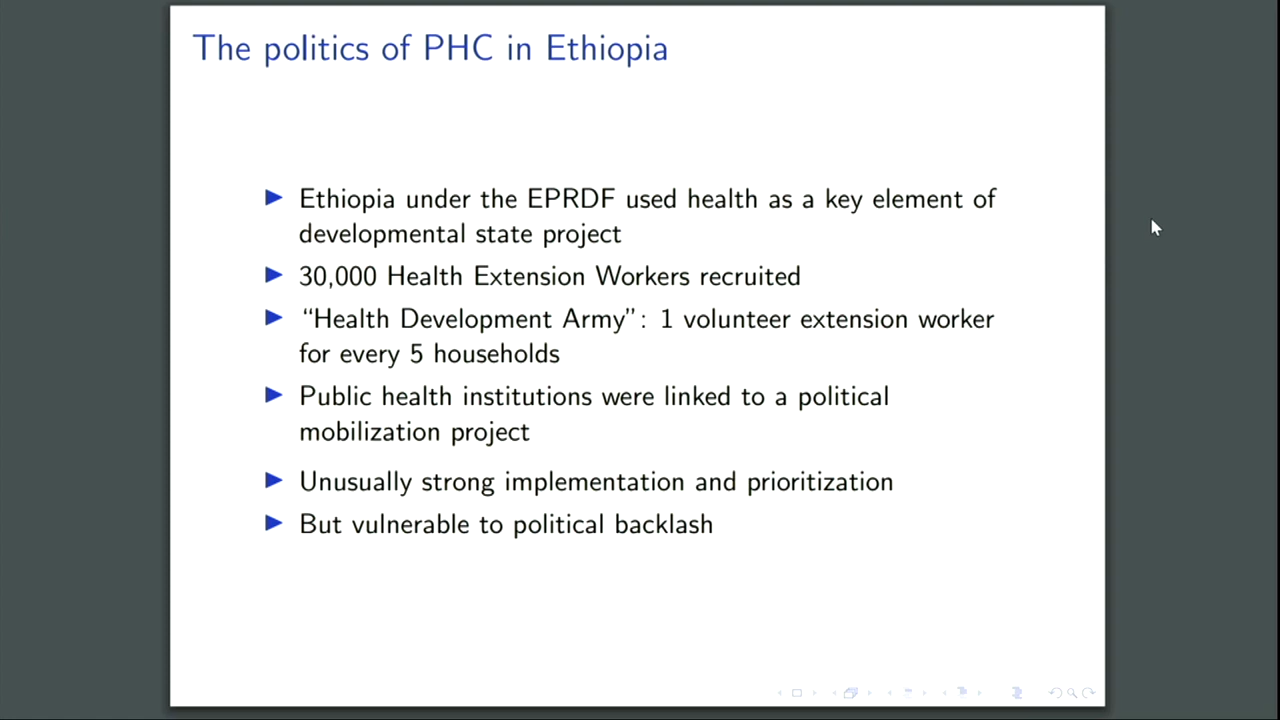 The politics of PHC in Ethiopia
Ethiopia under the EPRDF used health as a key element of
developmental state project
30,000 Health Extension Workers recruited
“Health Development Army”: 1 volunteer extension worker
for every 5 households
Public health institutions were linked to a political
mobilization project
Unusually strong implementation and prioritization
But vulnerable to political backlash